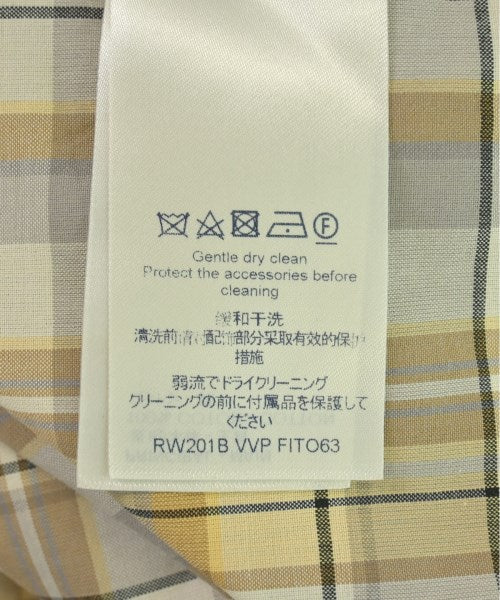 F
Gentle dry clean
Protect the accessories before
cleaning
缓和干洗
清洗前请对配饰部分采取有效的保护
措施
弱流でドライクリーニング
クリーニングの前に付属品を保護して
ください
RW201B VVP FITO63